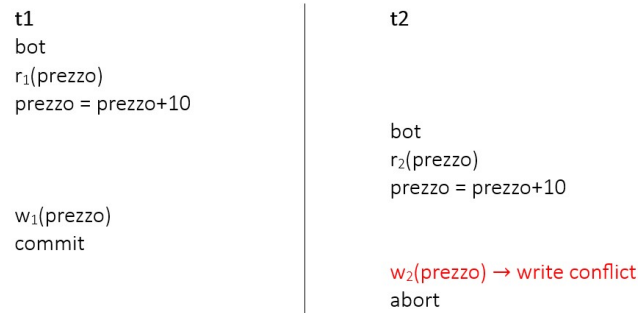 t1
bot
r₁(prezzo)
prezzo = prezzo+10
w₁(prezzo)
commit
t2
bot
r₂(prezzo)
prezzo = prezzo+10
w₂(prezzo) → write conflict
abort